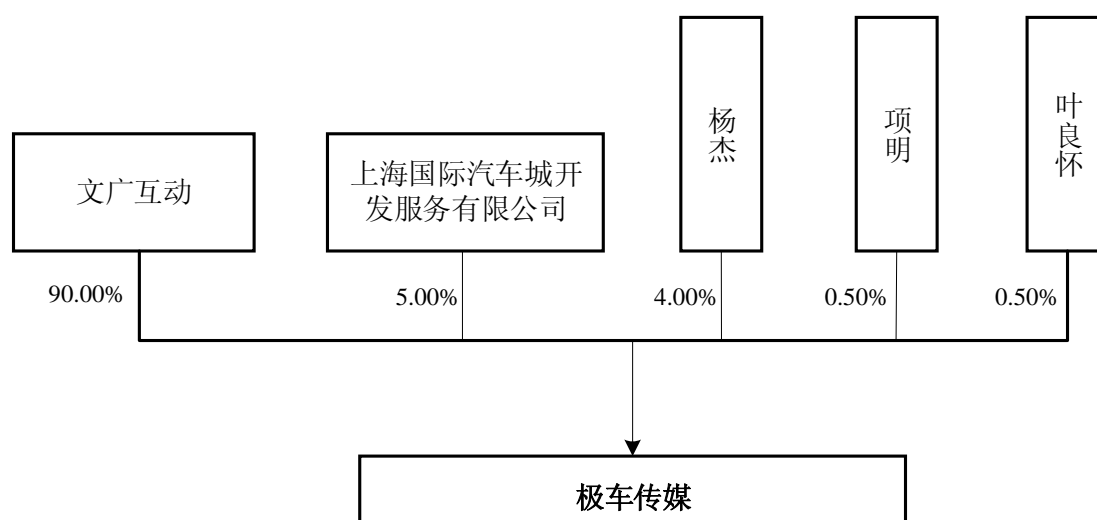 杨杰
项明
叶良怀
文广互动
上海国际汽车城开
发服务有限公司
90.00%
5.00%
4.00%
0.50%
0.50%
极车传媒